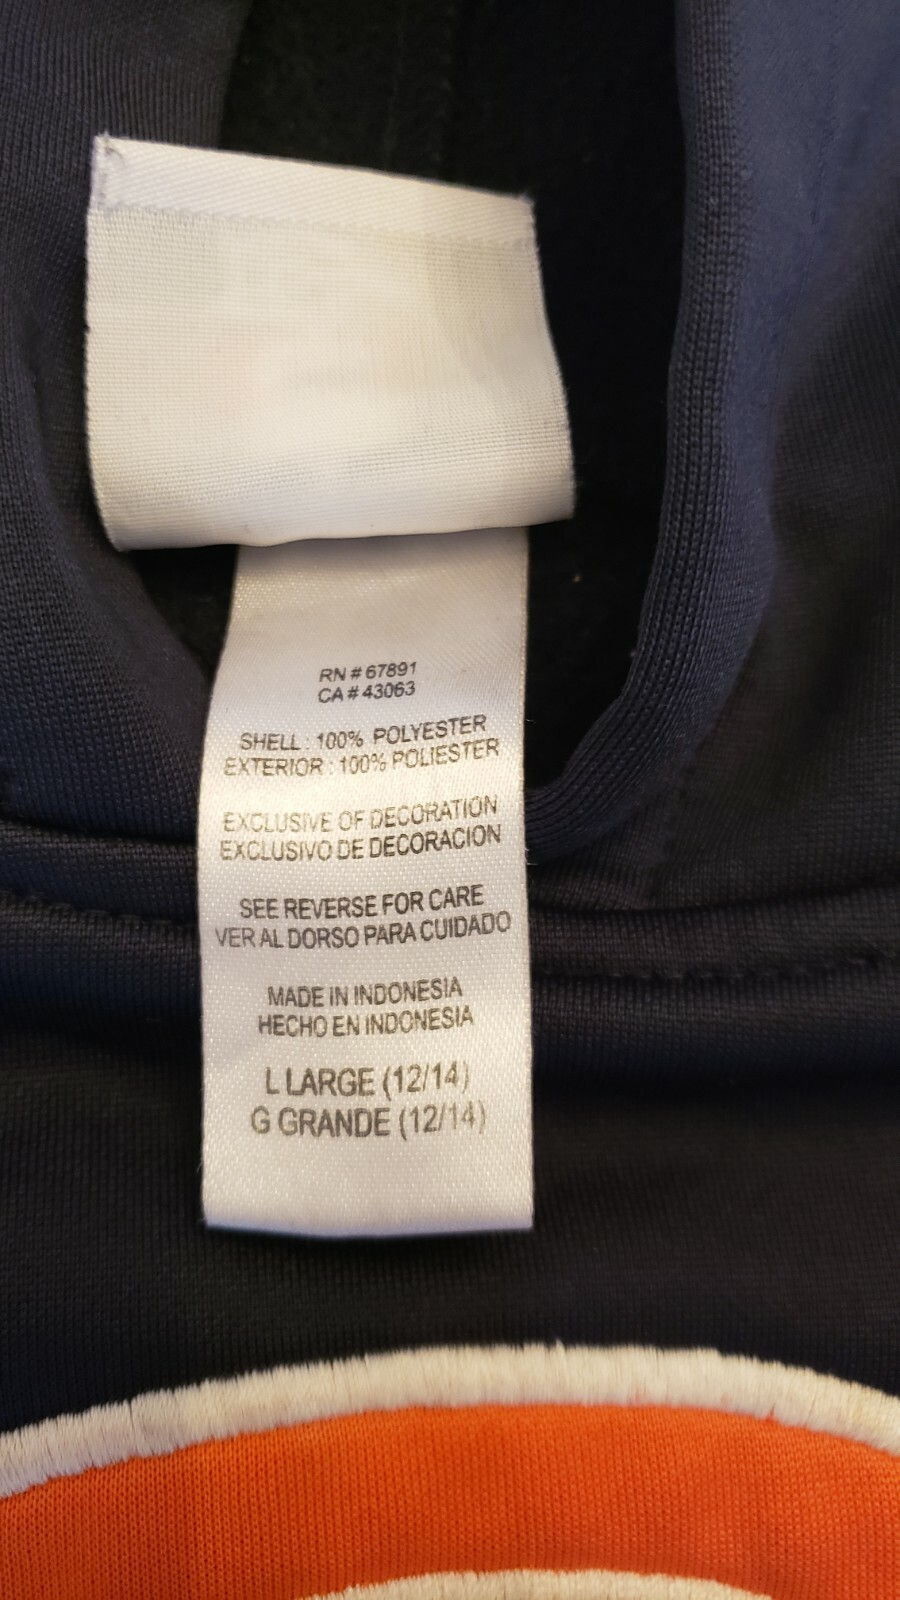 RN # 67891
CA # 43063
SHELL : 100% POLYESTER
EXTERIOR : 100% POLIESTER
EXCLUSIVE OF DECORATION
EXCLUSIVO DE DECORACION
SEE REVERSE FOR CARE
VER AL DORSO PARA CUIDADO
MADE IN INDONESIA
HECHO EN INDONESIA
L LARGE (12/14)
G GRANDE (12/14)